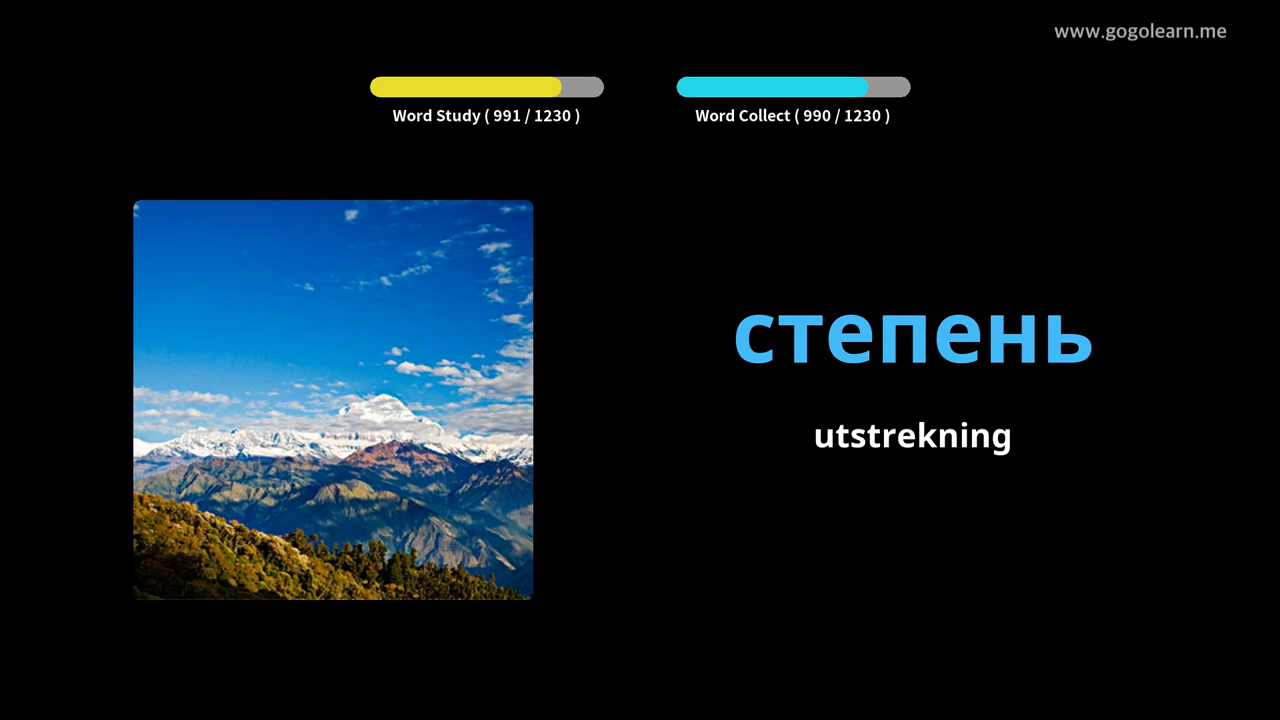 www.gogolearn.me
Word Study ( 991 / 1230 )
Word Collect ( 990 / 1230 )
степень
utstrekning